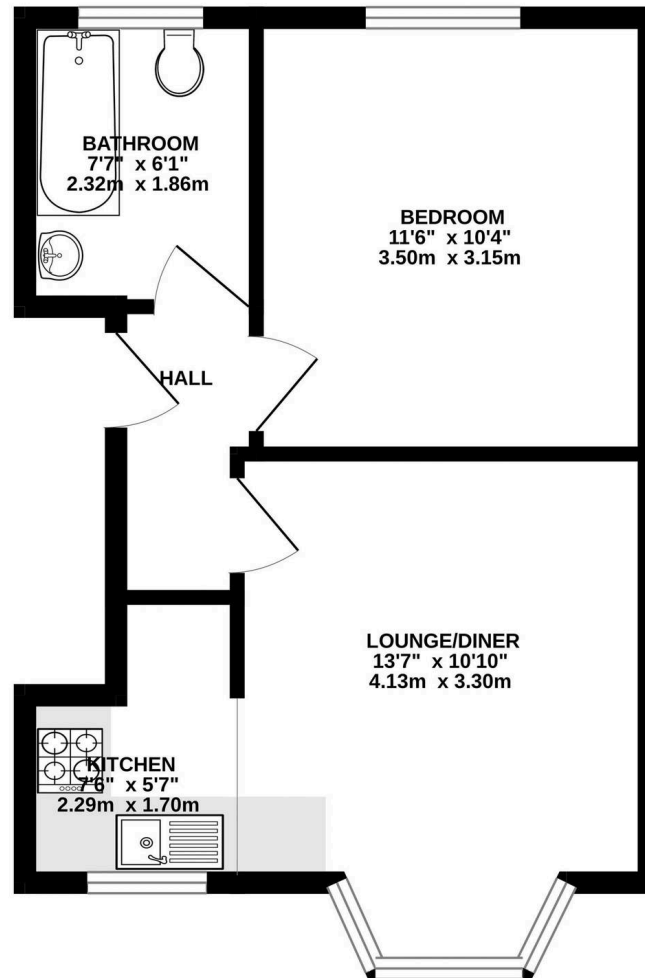 BATHROOM
7'7" x 6'1"
2.32m x 1.86m
BEDROOM
11'6" x 10'4"
3.50m x 3.15m
HALL
LOUNGE/DINER
13'7" x 10'10"
4.13m x 3.30m
KITCHEN
7'6" x 5'7"
2.29m x 1.70m